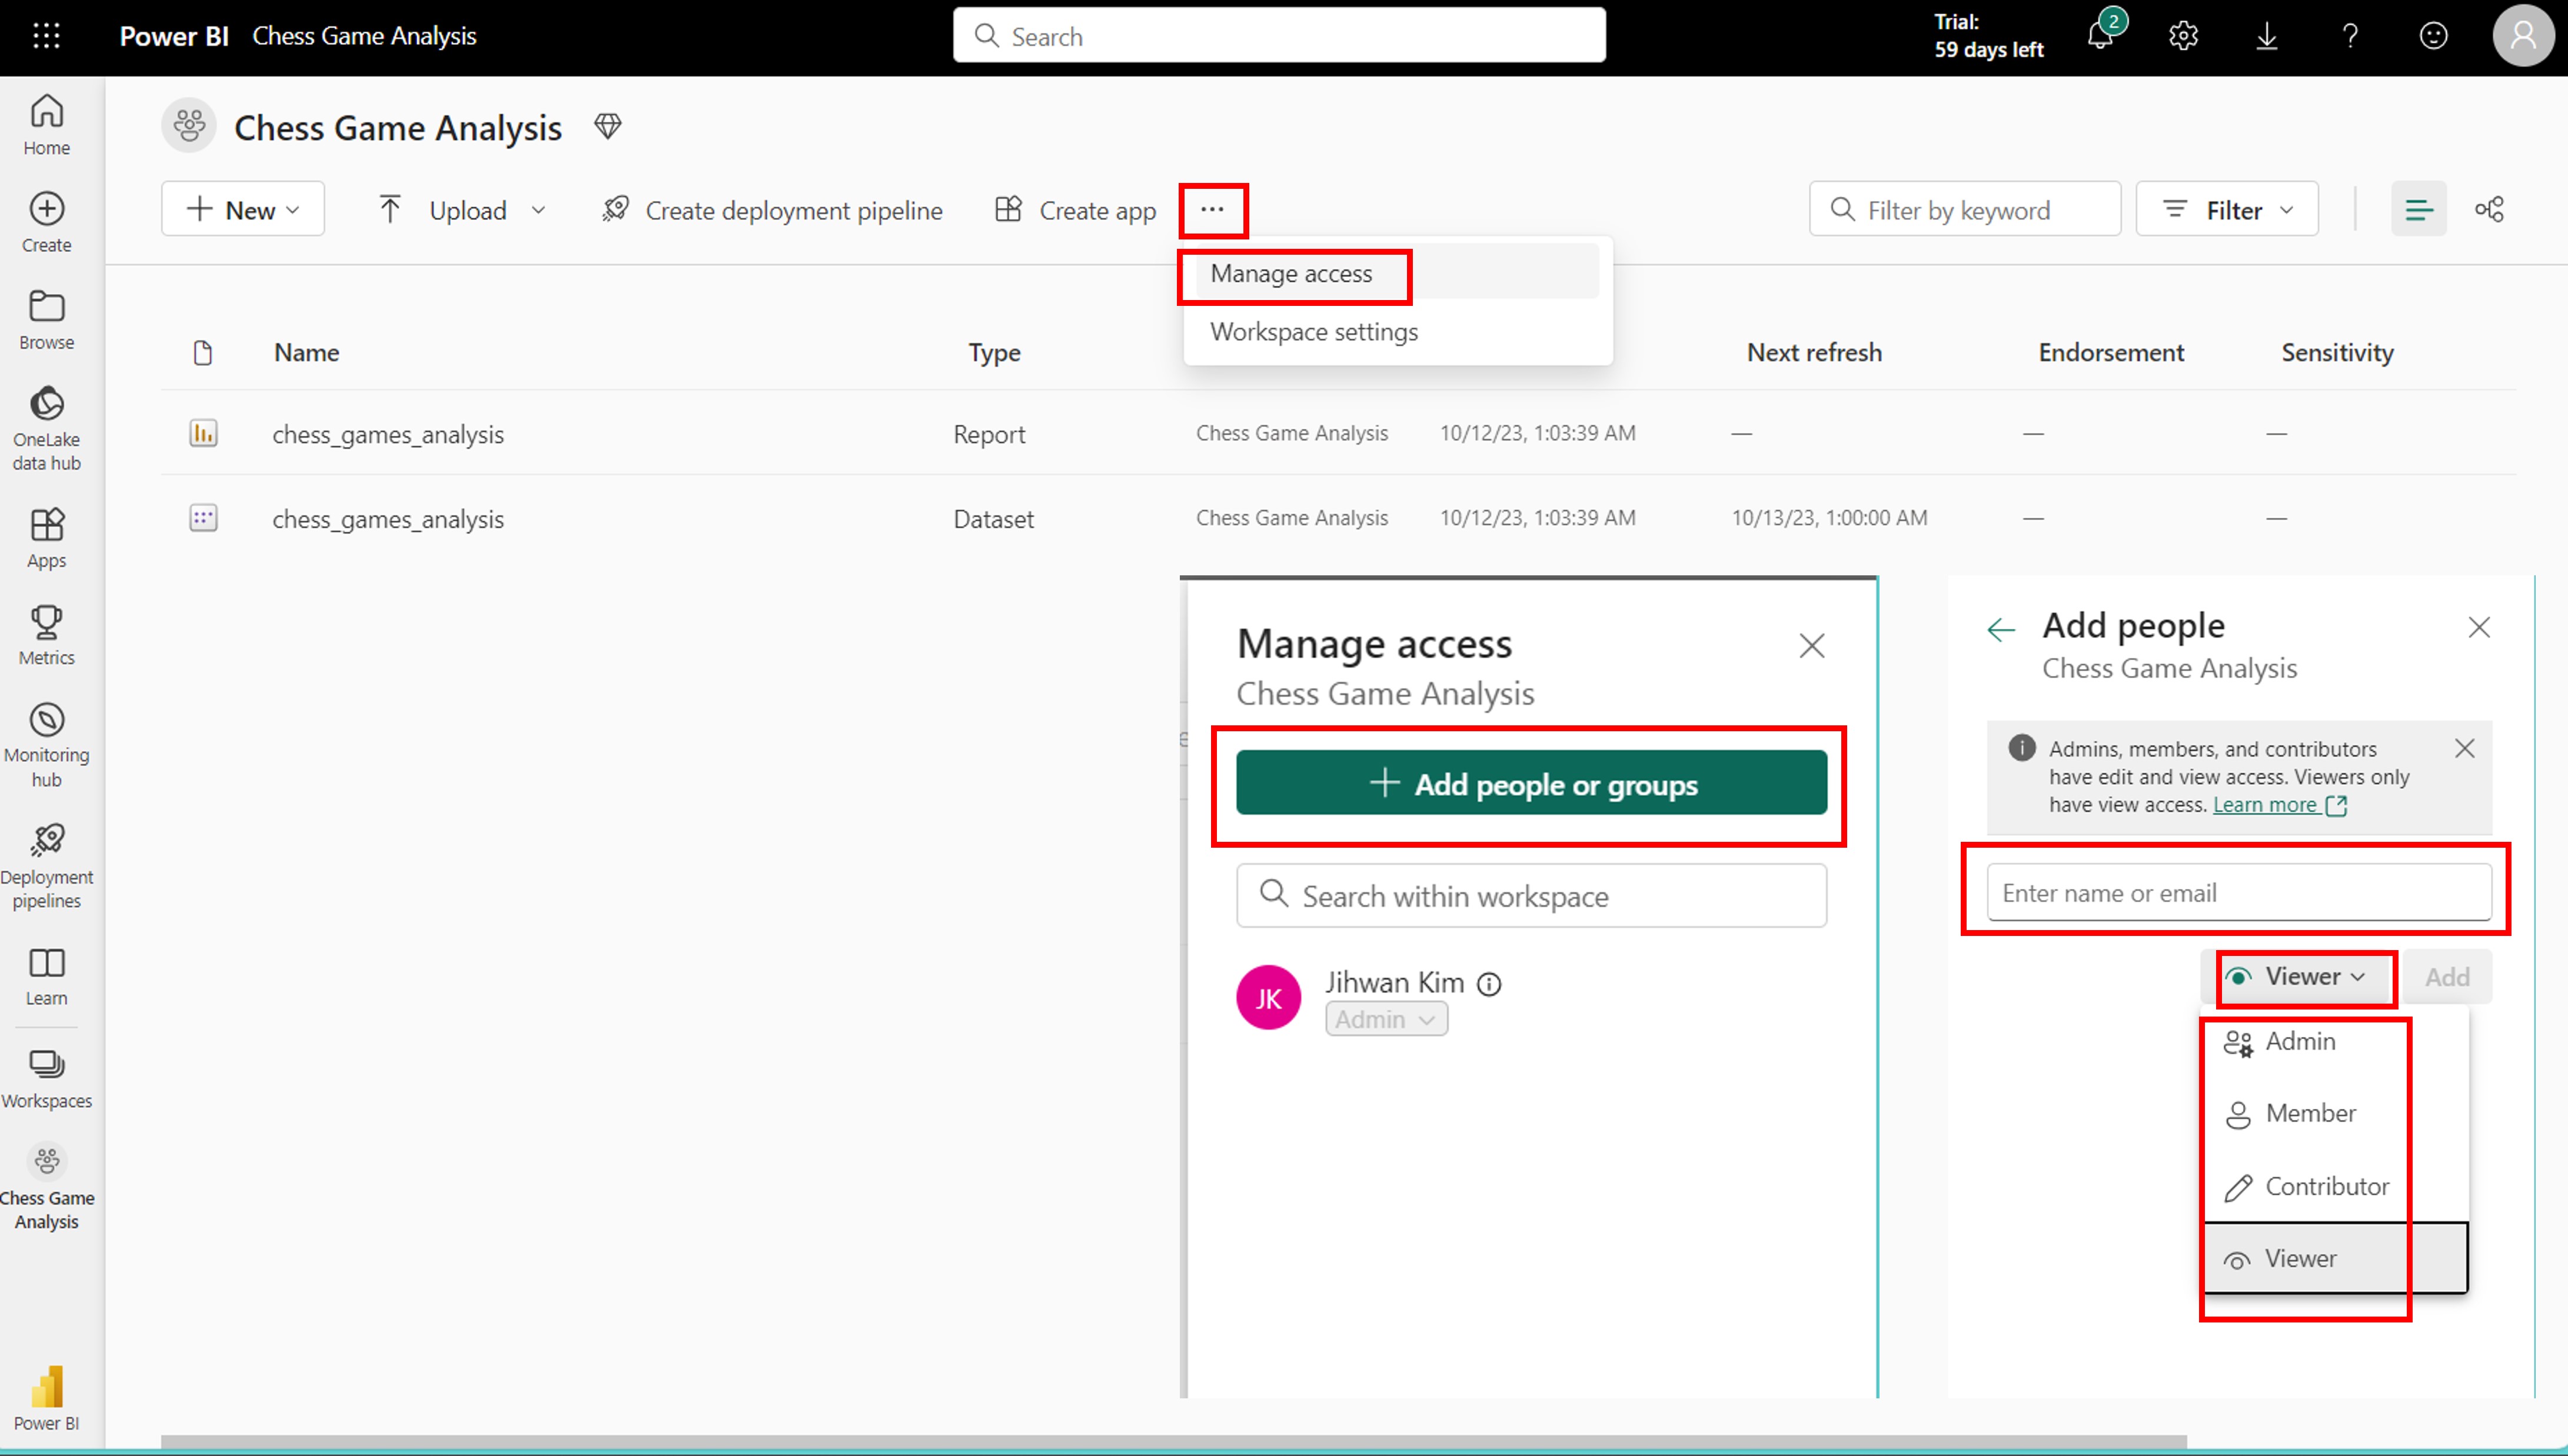 Power BI Chess Game Analysis
Search
Trial:
59 days left
2
Home
Create
Browse
OneLake
data hub
Apps
Metrics
Monitoring
hub
Deployment
pipelines
Learn
Workspaces
Chess Game
Analysis
Power BI
Chess Game Analysis
New
Upload
Create deployment pipeline
Create app
...
Filter by keyword
Filter
Manage access
Workspace settings
Name Type Next refresh Endorsement Sensitivity
chess_games_analysis Report Chess Game Analysis 10/12/23, 1:03:39 AM — — —
chess_games_analysis Dataset Chess Game Analysis 10/12/23, 1:03:39 AM 10/13/23, 1:00:00 AM — —
Manage access
Chess Game Analysis
+ Add people or groups
Search within workspace
JK
Jihwan Kim
Admin
Add people
Chess Game Analysis
Admins, members, and contributors
have edit and view access. Viewers only
have view access. Learn more
Enter name or email
Viewer
Add
Admin
Member
Contributor
Viewer